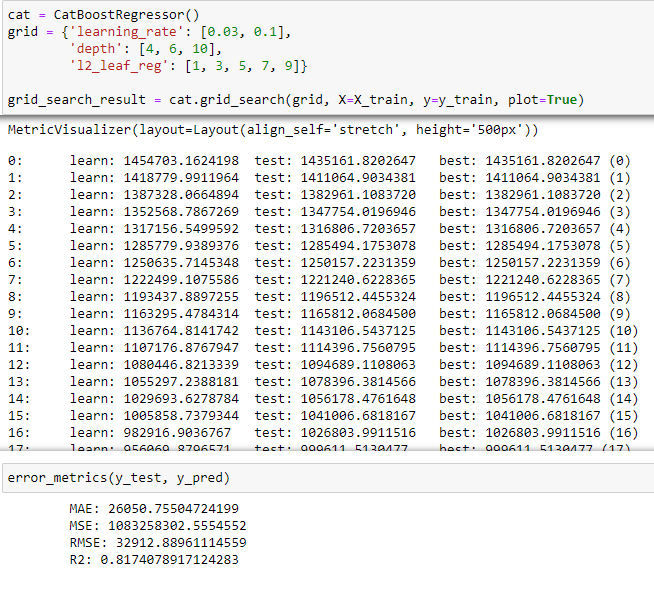 cat = CatBoostRegressor()
grid = {'learning_rate': [0.03, 0.1],
'depth': [4, 6, 10],
'l2_leaf_reg': [1, 3, 5, 7, 9]}
grid_search_result = cat.grid_search(grid, X=X_train, y=y_train, plot=True)
MetricVisualizer(layout=Layout(align_self='stretch', height='500px'))
0: learn: 1454703.1624198 test: 1435161.8202647 best: 1435161.8202647 (0)
1: learn: 1418779.9911964 test: 1411064.9034381 best: 1411064.9034381 (1)
2: learn: 1387328.0664894 test: 1382961.1083720 best: 1382961.1083720 (2)
3: learn: 1352568.7867269 test: 1347754.0196946 best: 1347754.0196946 (3)
4: learn: 1317156.5499592 test: 1316806.7203657 best: 1316806.7203657 (4)
5: learn: 1285779.9389376 test: 1285494.1753078 best: 1285494.1753078 (5)
6: learn: 1250635.7145348 test: 1250157.2231359 best: 1250157.2231359 (6)
7: learn: 1222499.1075586 test: 1221240.6228365 best: 1221240.6228365 (7)
8: learn: 1193437.8897255 test: 1196512.4455324 best: 1196512.4455324 (8)
9: learn: 1163295.4784314 test: 1165812.0684500 best: 1165812.0684500 (9)
10: learn: 1136764.8141742 test: 1143106.5437125 best: 1143106.5437125 (10)
11: learn: 1107176.8767947 test: 1114396.7560795 best: 1114396.7560795 (11)
12: learn: 1080446.8213339 test: 1094689.1108063 best: 1094689.1108063 (12)
13: learn: 1055297.2388181 test: 1078396.3814566 best: 1078396.3814566 (13)
14: learn: 1029693.6278784 test: 1056178.4761648 best: 1056178.4761648 (14)
15: learn: 1005858.7379344 test: 1041006.6818167 best: 1041006.6818167 (15)
16: learn: 982916.9036767 test: 1026803.9911516 best: 1026803.9911516 (16)
17: learn: 956069.8796571 test: 999611.5130477 best: 999611.5130477 (17)
error_metrics(y_test, y_pred)
MAE: 26050.75504724199
MSE: 1083258302.5554552
RMSE: 32912.88961114559
R2: 0.8174078917124283